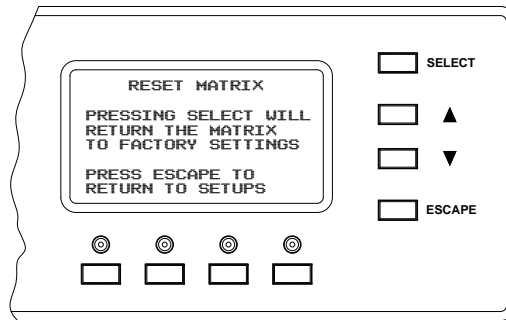 RESET MATRIX
PRESSING SELECT WILL
RETURN THE MATRIX
TO FACTORY SETTINGS
PRESS ESCAPE TO
RETURN TO SETUPS
SELECT
▲
▼
ESCAPE